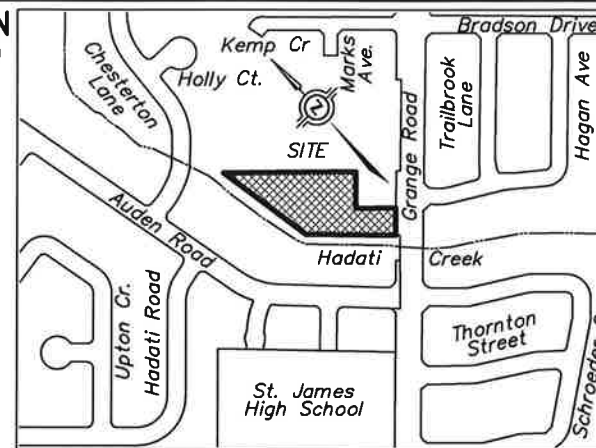 N
Bradson Drive
Kemp Cr
Marks
Ave.
Chesterton
Lane
Holly Ct.
Trailbrook
Lane
Hagan Ave
N
SITE
Grange Road
Auden Road
Hadati
Creek
Upton Cr.
Hadati Road
Thornton
Street
St. James
High School